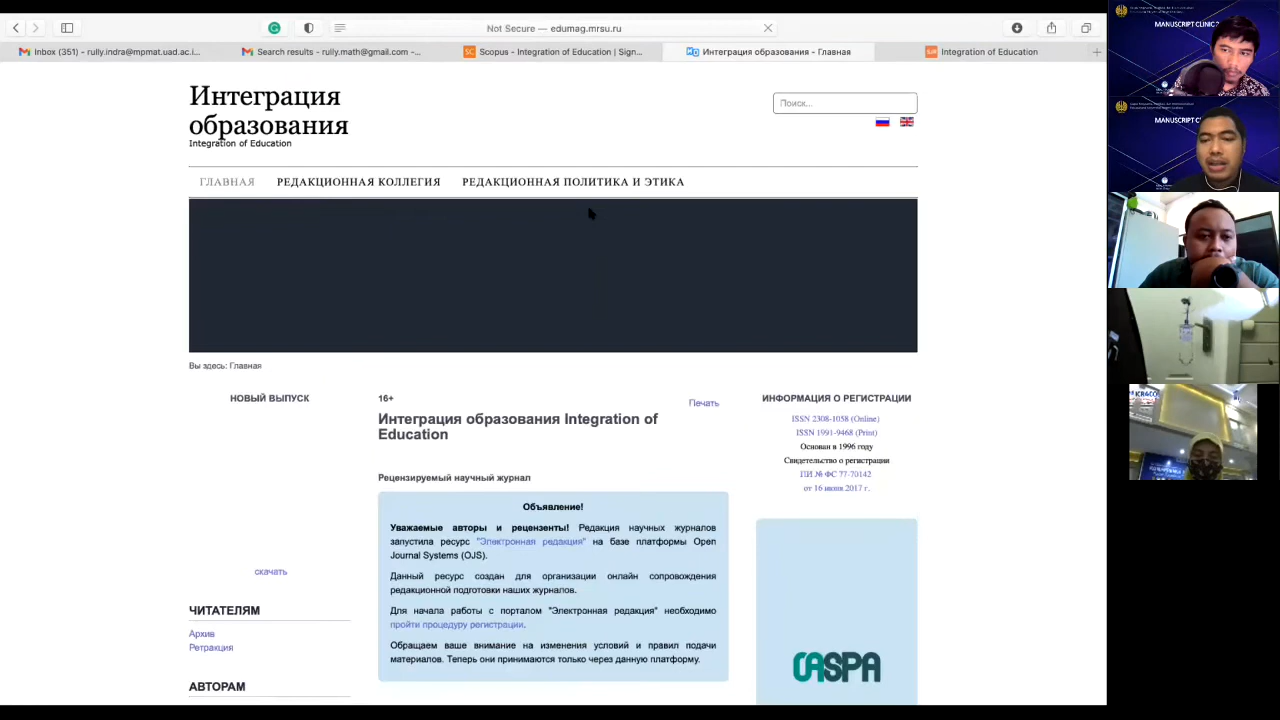 Not Secure — edumag.mrsu.ru
Inbox (351) - rully.indra@mpmat.uad.ac.i...
Search results - rully.math@gmail.com -...
Scopus - Integration of Education | Sign...
Интеграция образования - Главная
Integration of Education
Интеграция
образования
Integration of Education
Поиск...
ГЛАВНАЯ
РЕДАКЦИОННАЯ КОЛЛЕГИЯ
РЕДАКЦИОННАЯ ПОЛИТИКА И ЭТИКА
Вы здесь: Главная
НОВЫЙ ВЫПУСК
скачать
ЧИТАТЕЛЯМ
Архив
Ретракция
АВТОРАМ
16+
Печать
Интеграция образования Integration of
Education
Рецензируемый научный журнал
Объявление!
Уважаемые авторы и рецензенты! Редакция научных журналов
запустила ресурс "Электронная редакция" на базе платформы Open
Journal Systems (OJS).
Данный ресурс создан для организации онлайн сопровождения
редакционной подготовки наших журналов.
Для начала работы с порталом "Электронная редакция" необходимо
пройти процедуру регистрации.
Обращаем ваше внимание на изменения условий и правил подачи
материалов. Теперь они принимаются только через данную платформу.
ИНФОРМАЦИЯ О РЕГИСТРАЦИИ
ISSN 2308-1058 (Online)
ISSN 1991-9468 (Print)
Основан в 1996 году
Свидетельство о регистрации
ПИ № ФС 77-70142
от 16 июня 2017 г.
OASPA
MANUSCRIPT CLINIC 2
MANUSCRIPT CL
ICRACO